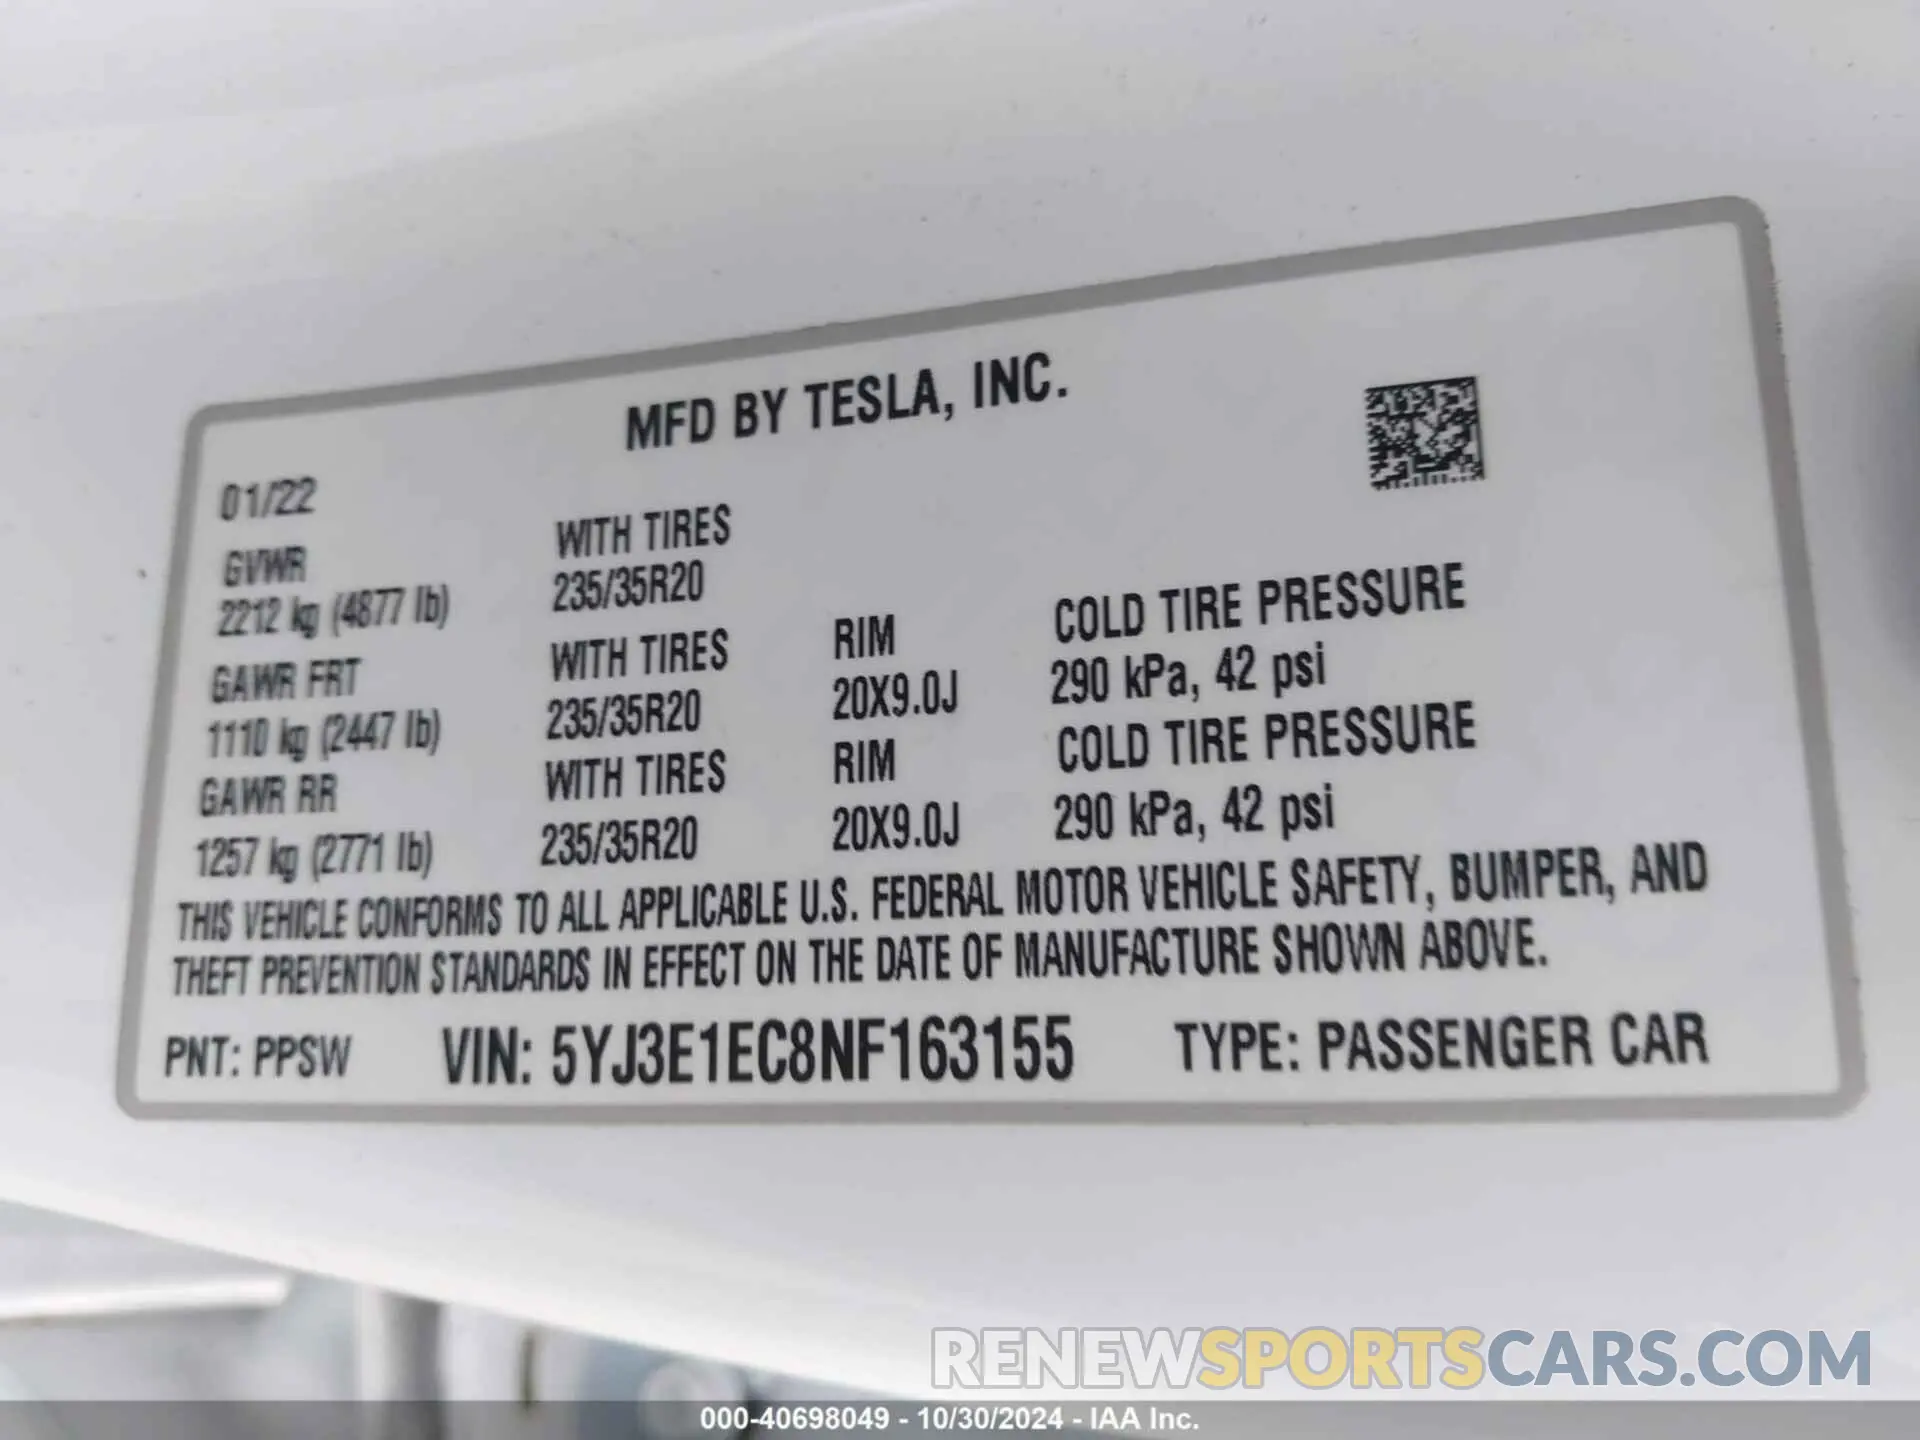 MFD BY TESLA, INC.
01/22
GVWR WITH TIRES
2212 kg (4877 lb) 235/35R20
GAWR FRT WITH TIRES RIM COLD TIRE PRESSURE
1110 kg (2447 lb) 235/35R20 20X9.0J 290 kPa, 42 psi
GAWR RR WITH TIRES RIM COLD TIRE PRESSURE
1257 kg (2771 lb) 235/35R20 20X9.0J 290 kPa, 42 psi
THIS VEHICLE CONFORMS TO ALL APPLICABLE U.S. FEDERAL MOTOR VEHICLE SAFETY, BUMPER, AND
THEFT PREVENTION STANDARDS IN EFFECT ON THE DATE OF MANUFACTURE SHOWN ABOVE.
PNT: PPSW VIN: 5YJ3E1EC8NF163155 TYPE: PASSENGER CAR
RENEWSPORTSCARS.COM
000-40698049 - 10/30/2024 - IAA Inc.